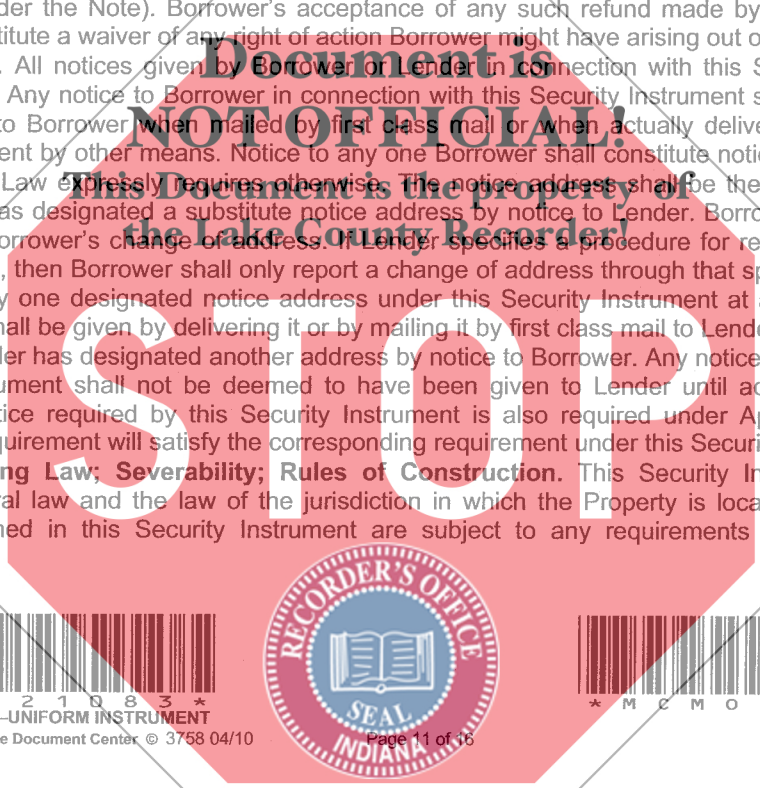 der the Note). Borrower's acceptance of any such refund made by
titute a waiver of any right of action Borrower might have arising out o
Document is
. All notices given by Borrower or Lender in connection with this S
Any notice to Borrower in connection with this Security Instrument s
NOT OFFICIAL!
to Borrower when mailed by first class mail or when actually delive
ent by other means. Notice to any one Borrower shall constitute notic
This Document is the property of
Law expressly requires otherwise. The notice address shall be the
as designated a substitute notice address by notice to Lender. Borro
the Lake County Recorder!
orrower's change of address. If Lender specifies a procedure for re
, then Borrower shall only report a change of address through that sp
y one designated notice address under this Security Instrument at a
hall be given by delivering it or by mailing it by first class mail to Lende
STOP
der has designated another address by notice to Borrower. Any notice
ument shall not be deemed to have been given to Lender until ac
tice required by this Security Instrument is also required under Ap
quirement will satisfy the corresponding requirement under this Securi
ng Law; Severability; Rules of Construction. This Security In
ral law and the law of the jurisdiction in which the Property is loca
ned in this Security Instrument are subject to any requirements
RECORDER'S OFFICE
SEAL
INDIANA
2 1 0 8 3 *
* M C M O
–UNIFORM INSTRUMENT
e Document Center © 3758 04/10
Page 11 of 16